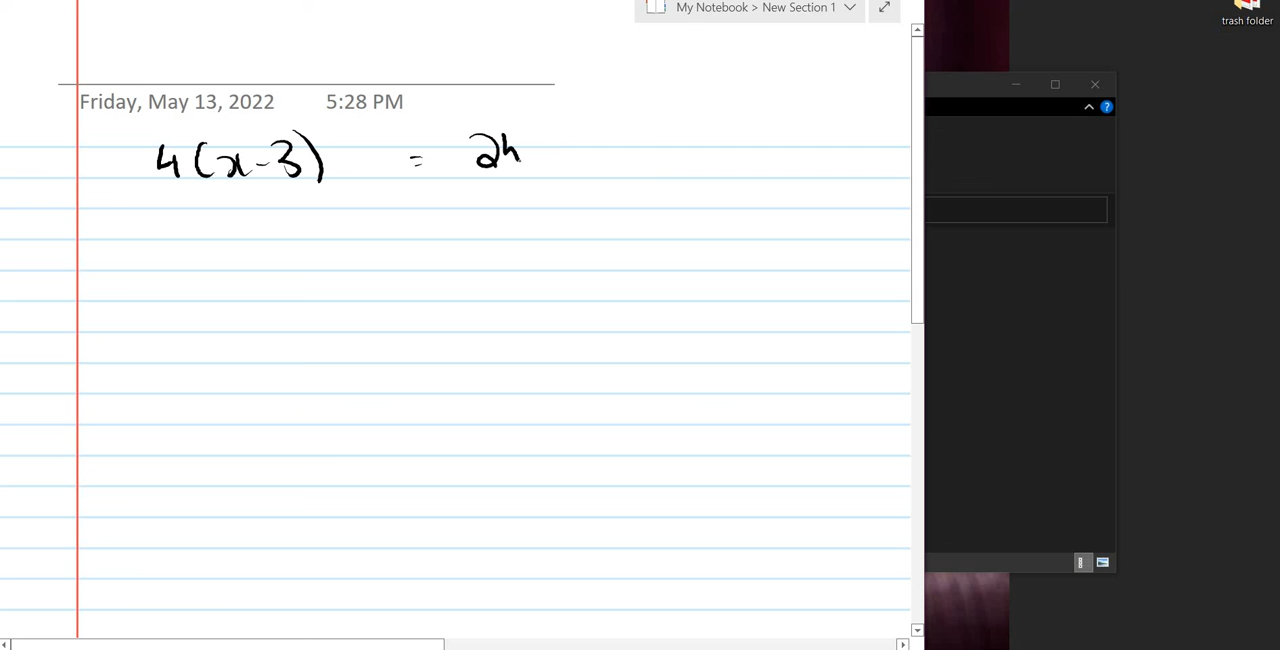 My Notebook > New Section 1
trash folder
Friday, May 13, 2022 5:28 PM
4(x-3) = 24